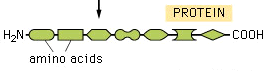 PROTEIN
H₂N
COOH
amino acids